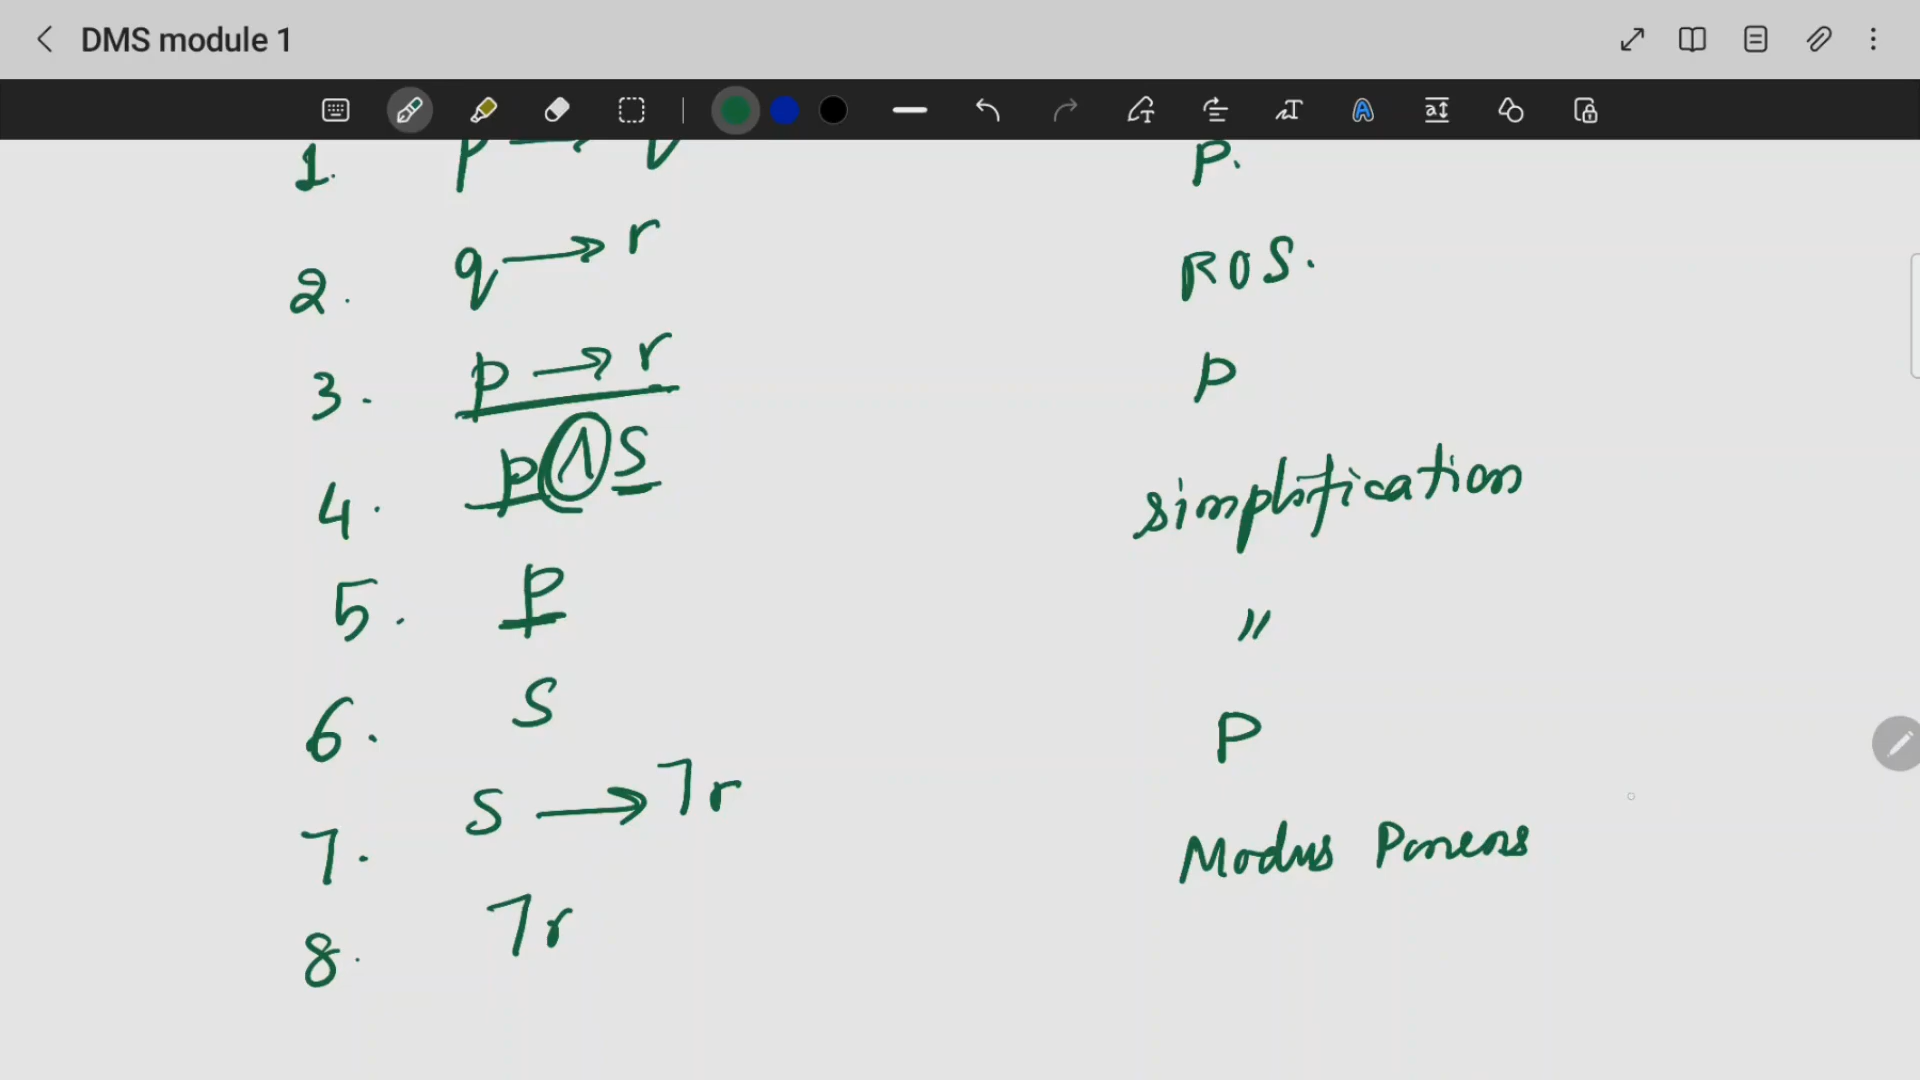 DMS module 1
1. p → q P.
2. q → r ROS.
3. p → r P
4. p ∧ s simplification
5. p "
6. s P
7. s → ¬r Modus Ponens
8. ¬r